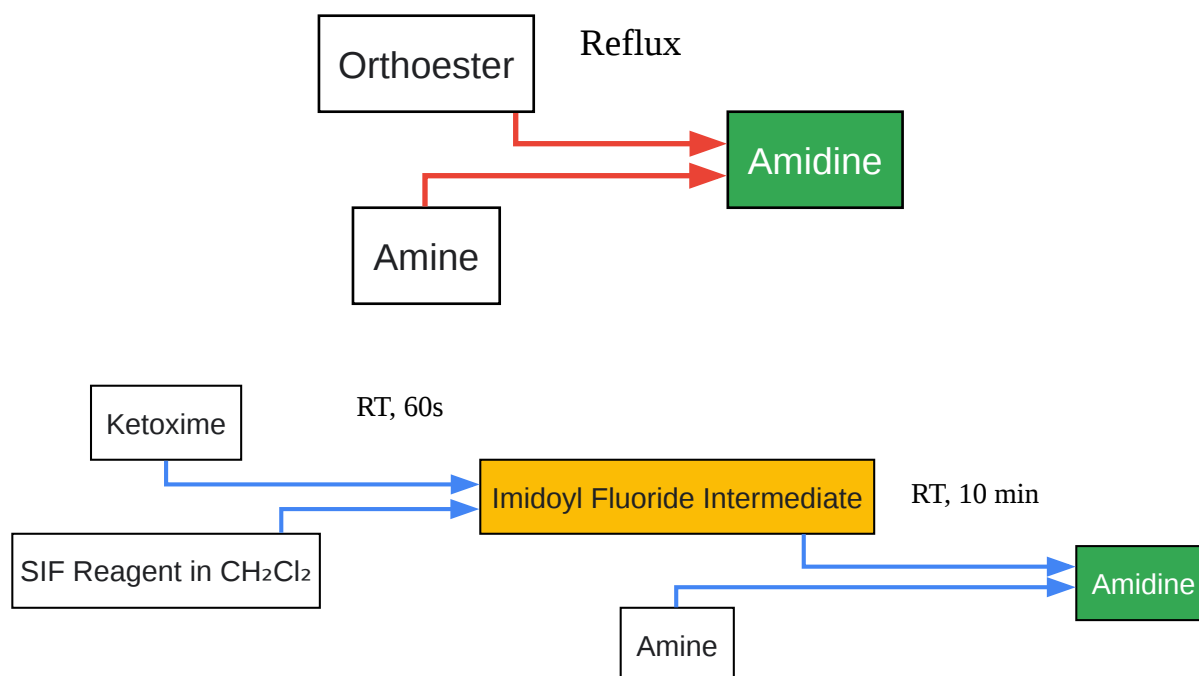 Reflux
Orthoester
Amidine
Amine
Ketoxime
RT, 60s
Imidoyl Fluoride Intermediate
RT, 10 min
SIF Reagent in CH₂Cl₂
Amidine
Amine